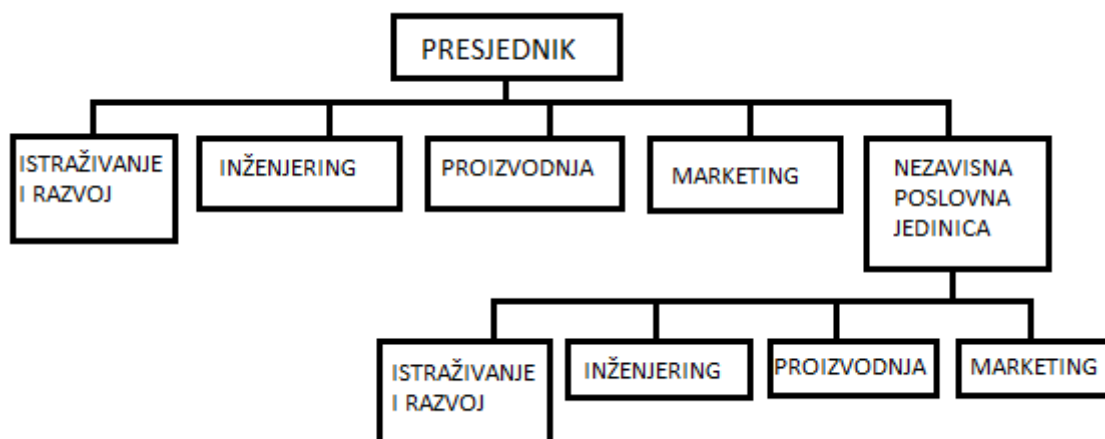 PRESJEDNIK
ISTRAŽIVANJE
I RAZVOJ
INŽENJERING
PROIZVODNJA
MARKETING
NEZAVISNA
POSLOVNA
JEDINICA
ISTRAŽIVANJE
I RAZVOJ
INŽENJERING
PROIZVODNJA
MARKETING